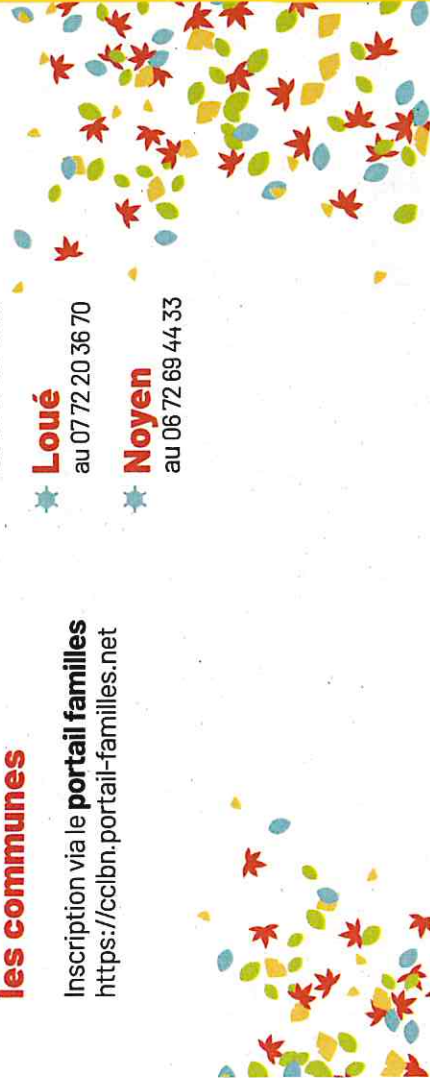 les communes
Inscription via le portail familles
https://cclbn.portail-familles.net
Loué
au 07 72 20 36 70
Noyen
au 06 72 69 44 33